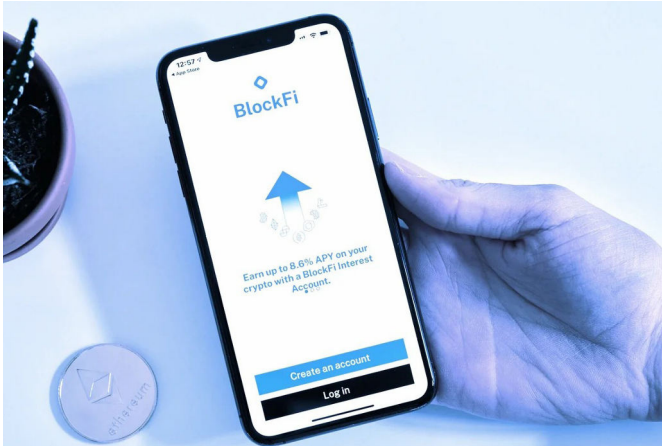 12:57
App Store
BlockFi
Earn up to 8.6% APY on your
crypto with a BlockFi Interest
Account.
Create an account
Log in
ethereum